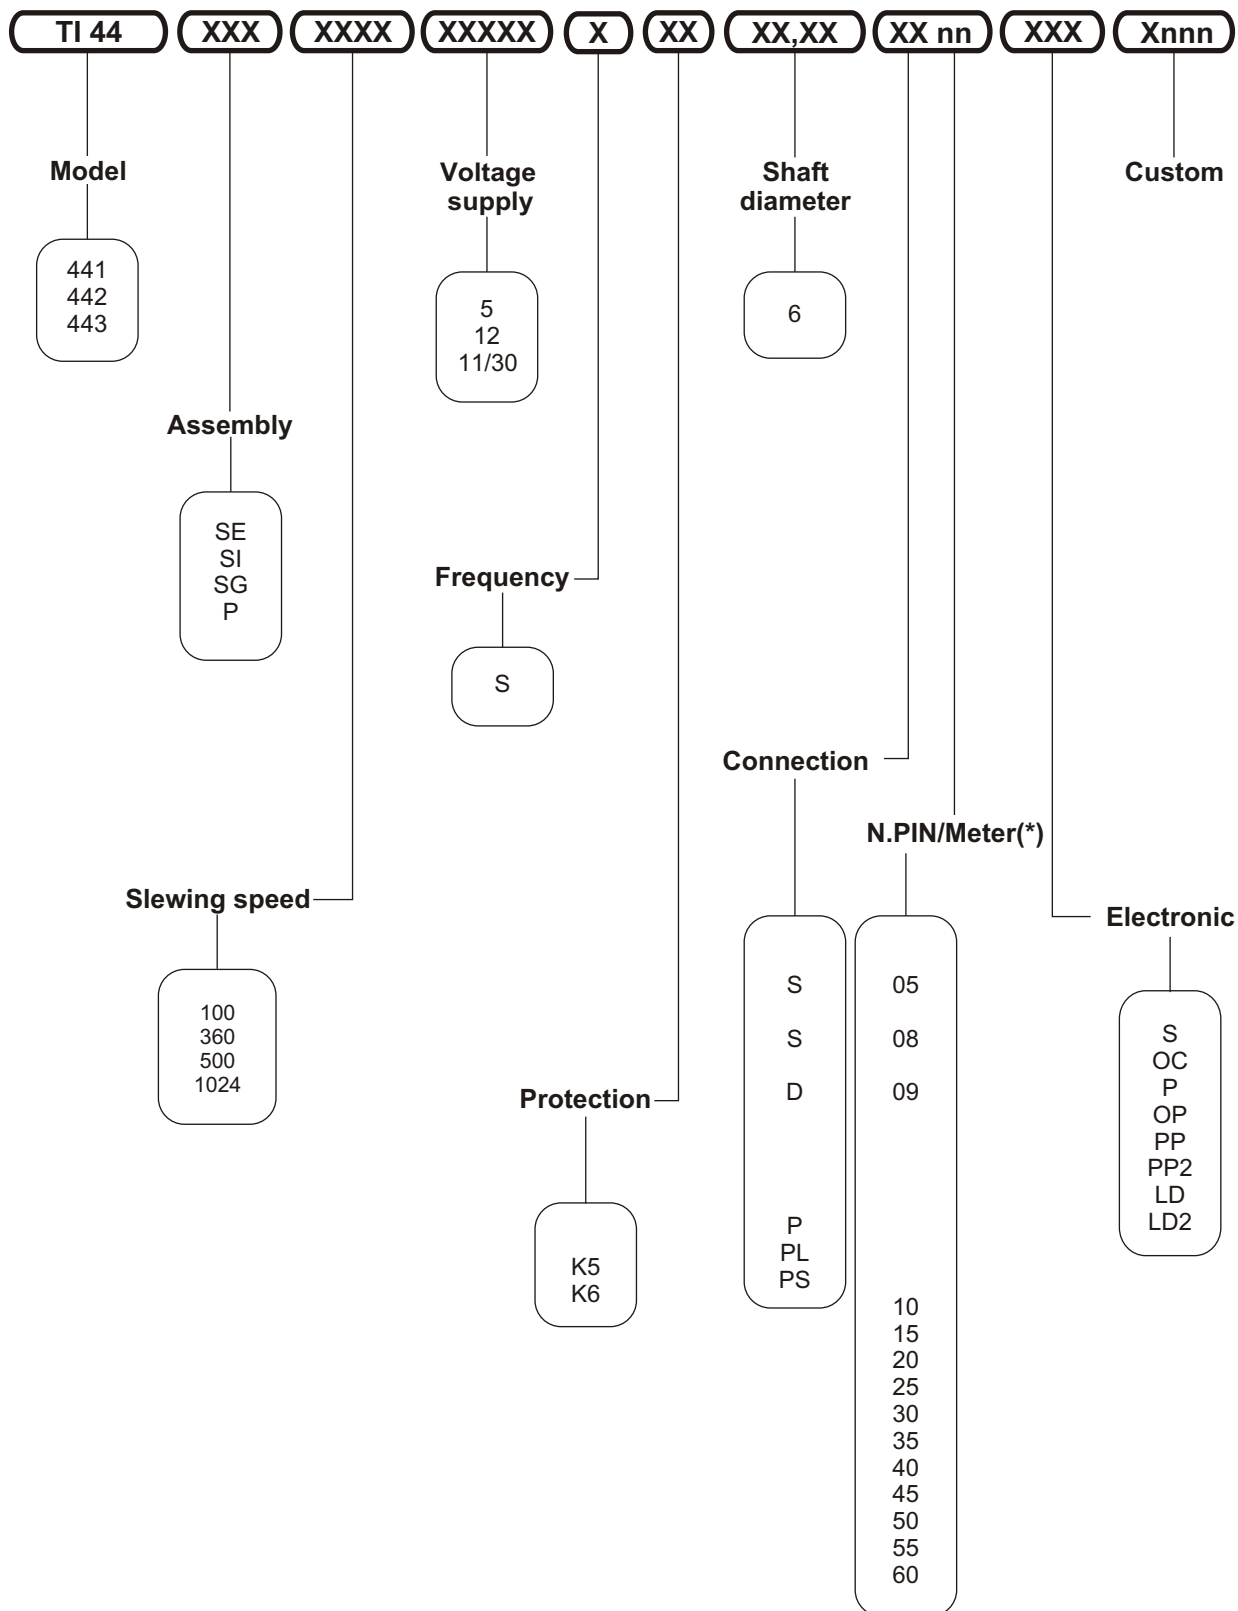 TI 44 XXX XXXX XXXXX X XX XX,XX XX nn XXX Xnnn
Model
441
442
443
Voltage
supply
5
12
11/30
Shaft
diameter
6
Custom
Assembly
SE
SI
SG
P
Frequency
S
Connection
N.PIN/Meter(*)
Slewing speed
100
360
500
1024
Electronic
S
OC
P
OP
PP
PP2
LD
LD2
Protection
K5
K6
S 05
S 08
D 09
P
PL
PS
10
15
20
25
30
35
40
45
50
55
60